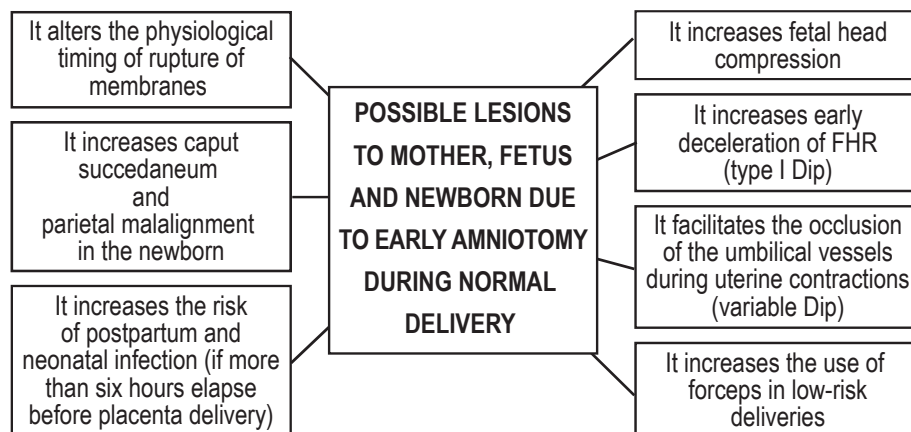 It alters the physiological
timing of rupture of
membranes
It increases caput
succedaneum
and
parietal malalignment
in the newborn
It increases the risk
of postpartum and
neonatal infection (if more
than six hours elapse
before placenta delivery)
POSSIBLE LESIONS
TO MOTHER, FETUS
AND NEWBORN DUE
TO EARLY AMNIOTOMY
DURING NORMAL
DELIVERY
It increases fetal head
compression
It increases early
deceleration of FHR
(type I Dip)
It facilitates the occlusion
of the umbilical vessels
during uterine contractions
(variable Dip)
It increases the use of
forceps in low-risk
deliveries